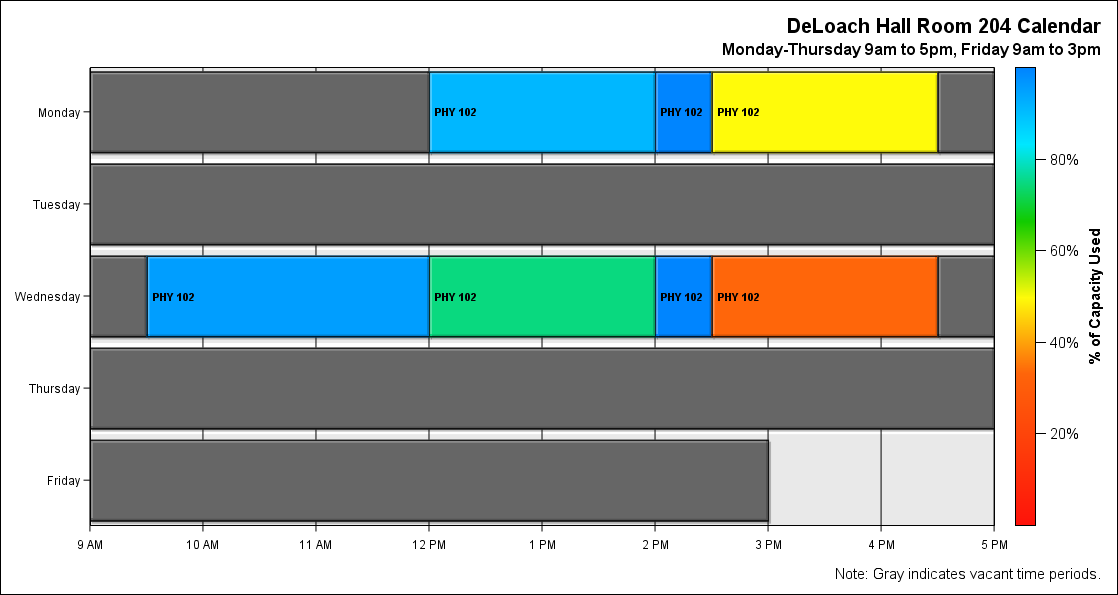 DeLoach Hall Room 204 Calendar
Monday-Thursday 9am to 5pm, Friday 9am to 3pm
Monday
PHY 102
PHY 102
PHY 102
Tuesday
Wednesday
PHY 102
PHY 102
PHY 102
PHY 102
Thursday
Friday
9 AM
10 AM
11 AM
12 PM
1 PM
2 PM
3 PM
4 PM
5 PM
80%
60%
40%
20%
% of Capacity Used
Note: Gray indicates vacant time periods.